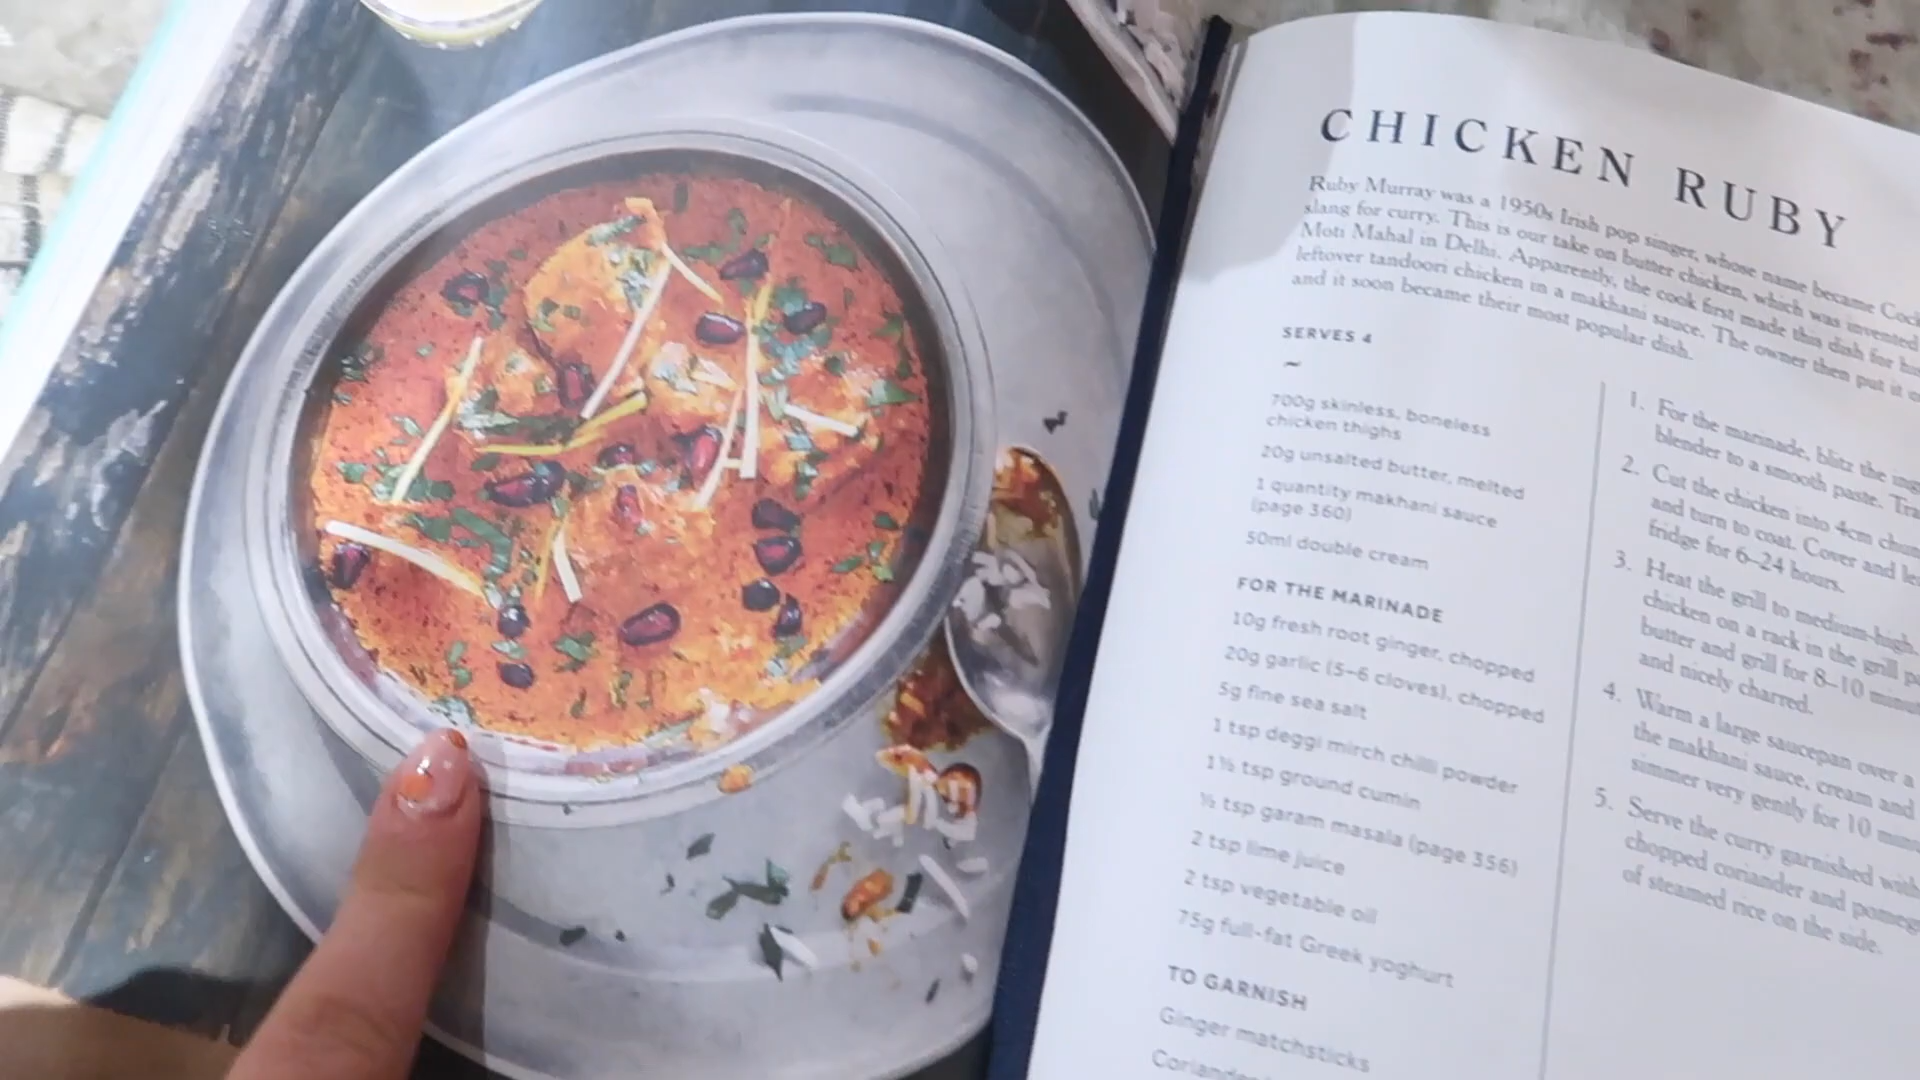 CHICKEN RUBY
Ruby Murray was a 1950s Irish pop singer, whose name became
slang for curry. This is our take on butter chicken, which was invented
Moti Mahal in Delhi. Apparently, the cook first made this dish for
leftover tandoori chicken in a makhani sauce. The owner then put it
and it soon became their most popular dish.
SERVES 4
~
700g skinless, boneless
chicken thighs
20g unsalted butter, melted
1 quantity makhani sauce
(page 360)
50ml double cream
FOR THE MARINADE
10g fresh root ginger, chopped
20g garlic (5–6 cloves), chopped
5g fine sea salt
1 tsp deggi mirch chilli powder
1½ tsp ground cumin
½ tsp garam masala (page 356)
2 tsp lime juice
2 tsp vegetable oil
75g full-fat Greek yoghurt
TO GARNISH
Ginger matchsticks
1. For the marinade, blitz the
blender to a smooth paste.
2. Cut the chicken into 4cm
and turn to coat. Cover and
fridge for 6–24 hours.
3. Heat the grill to medium-high.
chicken on a rack in the grill
butter and grill for 8–10
and nicely charred.
4. Warm a large saucepan over a
the makhani sauce, cream and
simmer very gently for 10
5. Serve the curry garnished with
chopped coriander and
of steamed rice on the side.